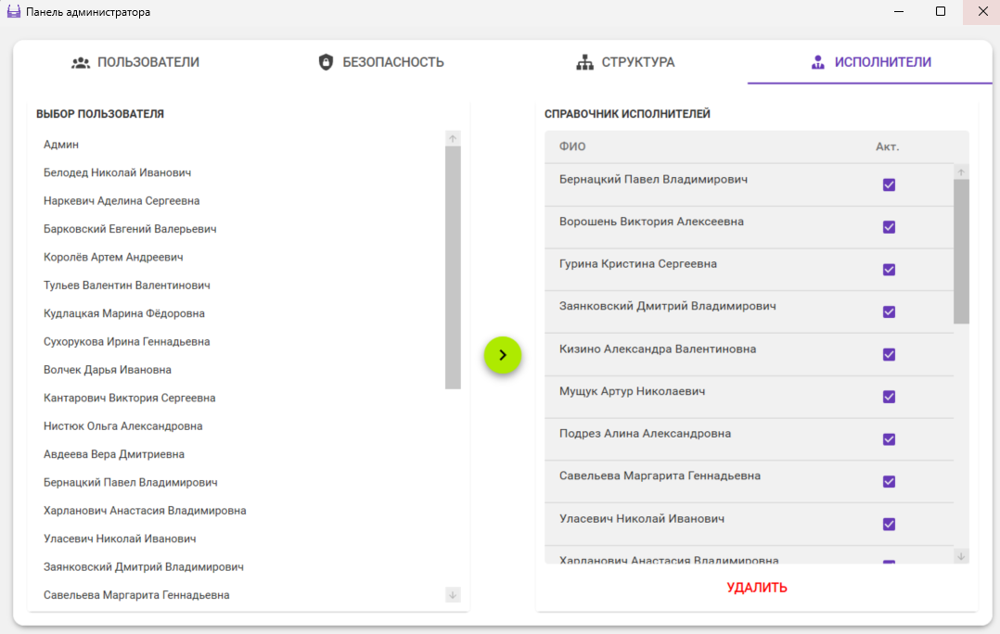 Панель администратора
ПОЛЬЗОВАТЕЛИ
БЕЗОПАСНОСТЬ
СТРУКТУРА
ИСПОЛНИТЕЛИ
ВЫБОР ПОЛЬЗОВАТЕЛЯ
Админ
Белодед Николай Иванович
Наркевич Аделина Сергеевна
Барковский Евгений Валерьевич
Королёв Артем Андреевич
Тульев Валентин Валентинович
Кудлацкая Марина Фёдоровна
Сухорукова Ирина Геннадьевна
Волчек Дарья Ивановна
Кантарович Виктория Сергеевна
Нистюк Ольга Александровна
Авдеева Вера Дмитриевна
Бернацкий Павел Владимирович
Харланович Анастасия Владимировна
Уласевич Николай Иванович
Заянковский Дмитрий Владимирович
Савельева Маргарита Геннадьевна
СПРАВОЧНИК ИСПОЛНИТЕЛЕЙ
ФИО Акт.
Бернацкий Павел Владимирович
Ворошень Виктория Алексеевна
Гурина Кристина Сергеевна
Заянковский Дмитрий Владимирович
Кизино Александра Валентиновна
Мущук Артур Николаевич
Подрез Алина Александровна
Савельева Маргарита Геннадьевна
Уласевич Николай Иванович
Харланович Анастасия Владимировна
УДАЛИТЬ